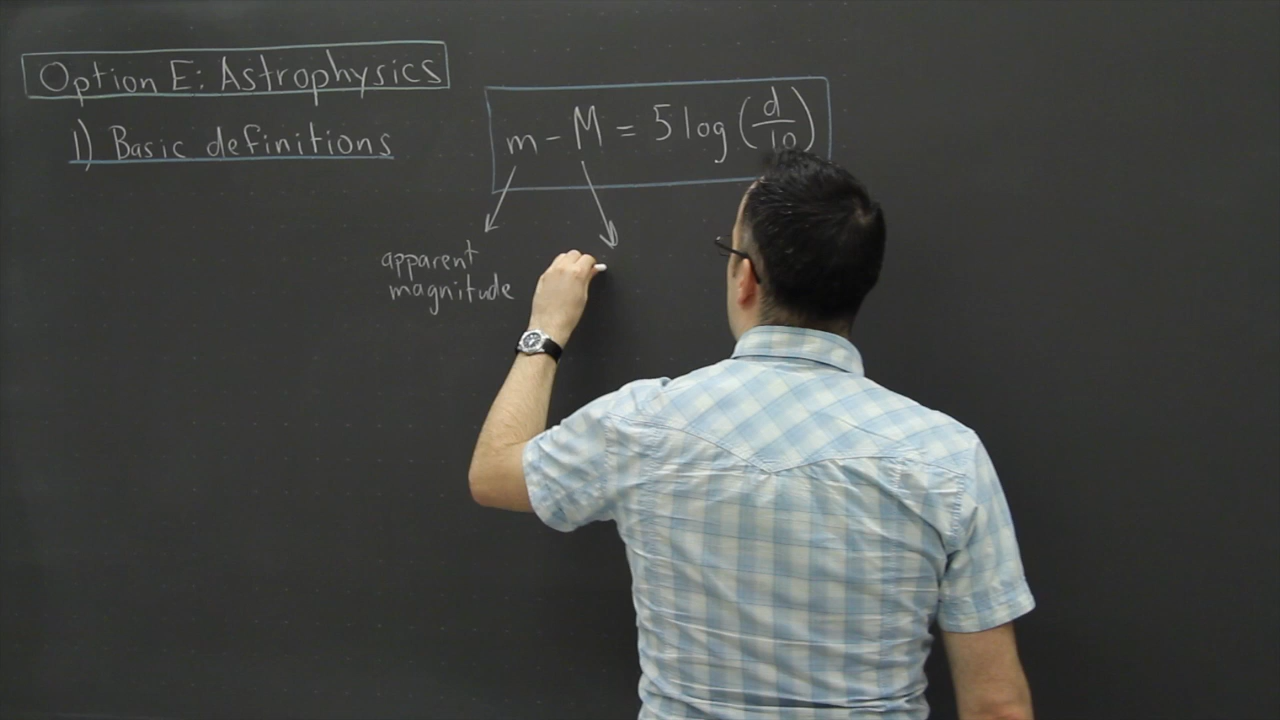 Option E: Astrophysics
1) Basic definitions
m - M = 5 log (d/10)
apparent
magnitude